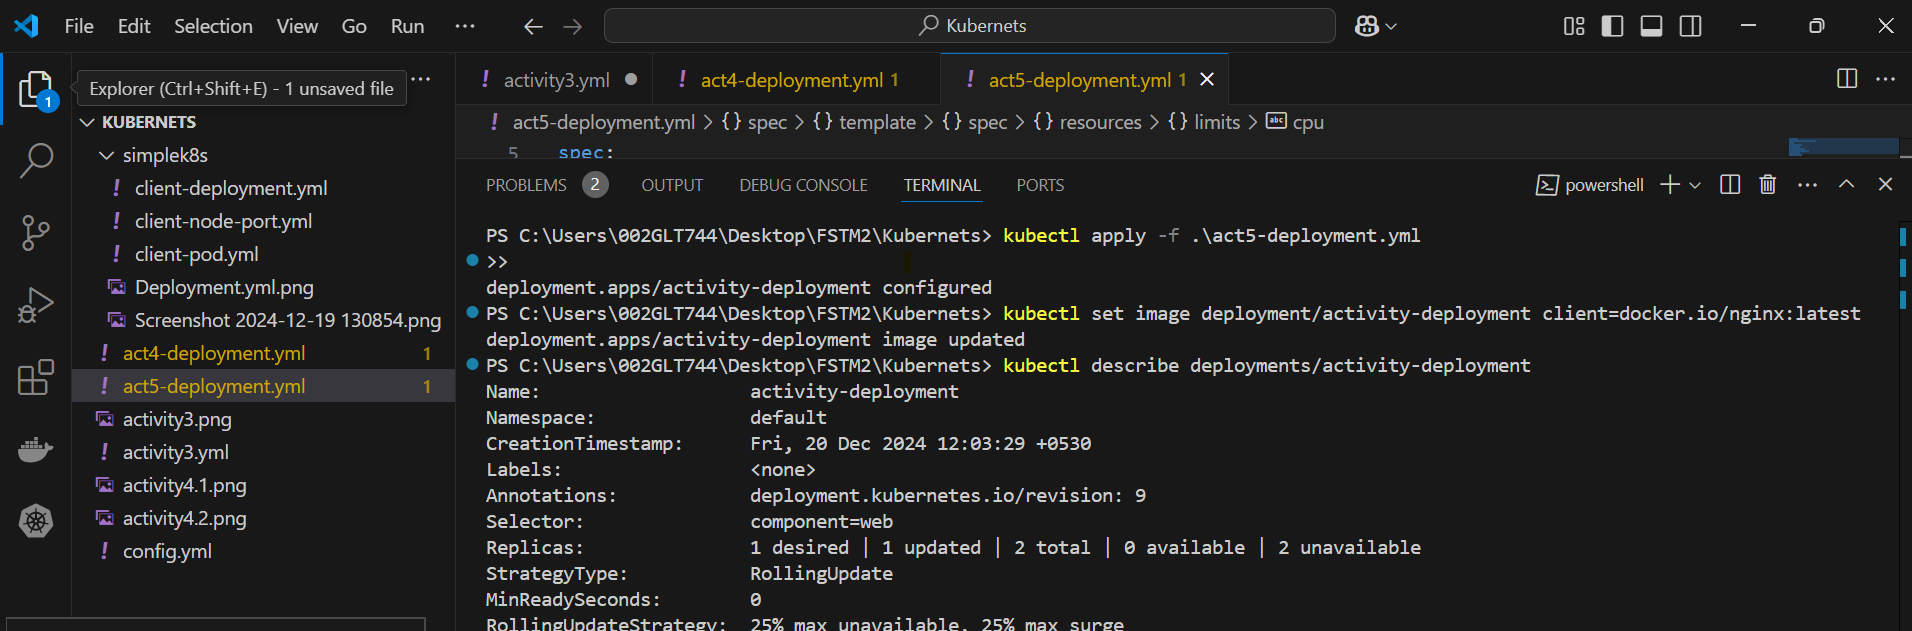 File Edit Selection View Go Run ··· Kubernets
Explorer (Ctrl+Shift+E) - 1 unsaved file ···
1
KUBERNETS
simplek8s
! client-deployment.yml
! client-node-port.yml
! client-pod.yml
Deployment.yml.png
Screenshot 2024-12-19 130854.png
! act4-deployment.yml 1
! act5-deployment.yml 1
activity3.png
! activity3.yml
activity4.1.png
activity4.2.png
! config.yml
! activity3.yml ! act4-deployment.yml 1 ! act5-deployment.yml 1
! act5-deployment.yml > {} spec > {} template > {} spec > {} resources > {} limits > abc cpu
5 spec:
PROBLEMS 2 OUTPUT DEBUG CONSOLE TERMINAL PORTS powershell
PS C:\Users\002GLT744\Desktop\FSTM2\Kubernets> kubectl apply -f .\act5-deployment.yml
>>
deployment.apps/activity-deployment configured
PS C:\Users\002GLT744\Desktop\FSTM2\Kubernets> kubectl set image deployment/activity-deployment client=docker.io/nginx:latest
deployment.apps/activity-deployment image updated
PS C:\Users\002GLT744\Desktop\FSTM2\Kubernets> kubectl describe deployments/activity-deployment
Name: activity-deployment
Namespace: default
CreationTimestamp: Fri, 20 Dec 2024 12:03:29 +0530
Labels: <none>
Annotations: deployment.kubernetes.io/revision: 9
Selector: component=web
Replicas: 1 desired | 1 updated | 2 total | 0 available | 2 unavailable
StrategyType: RollingUpdate
MinReadySeconds: 0
RollingUpdateStrategy: 25% max unavailable, 25% max surge